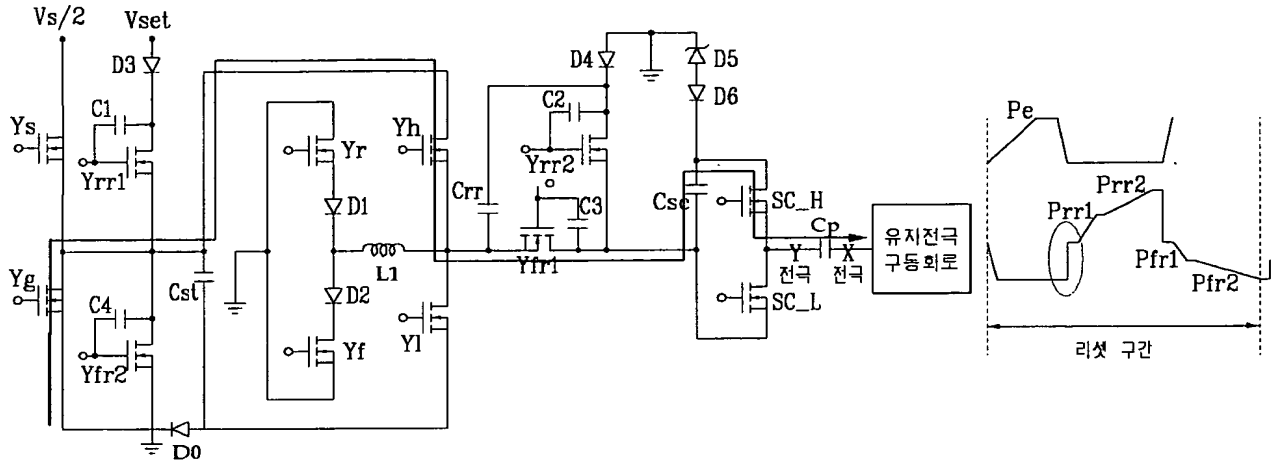 Vs/2
Vset
D3
C1
Ys
Yrr1
Yg
C4
Yfr2
Cst
D0
Yr
D1
L1
D2
Yf
Yh
Yl
Crr
D4
C2
Yrr2
C3
Yfr1
D5
D6
Csc
SC_H
SC_L
Cp
Y
전극
X
전극
유지전극
구동회로
Pe
Prr1
Prr2
Pfr1
Pfr2
리셋 구간